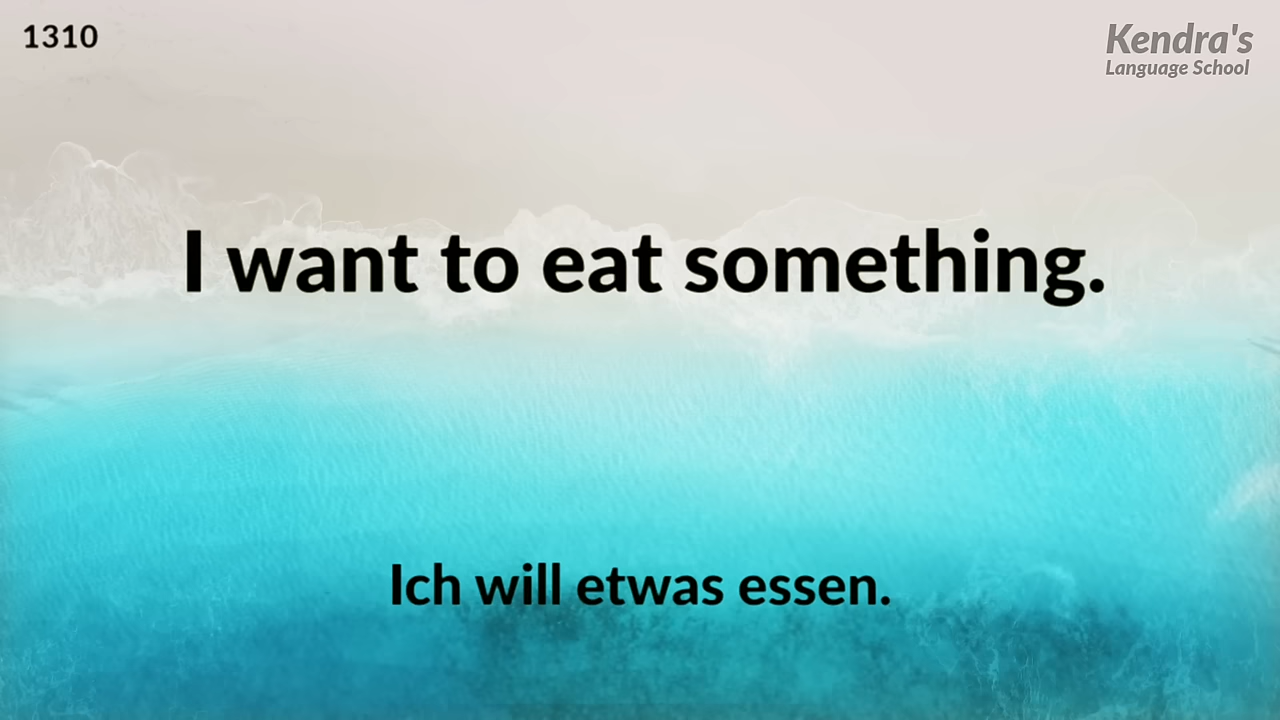 1310
Kendra's
Language School
I want to eat something.
Ich will etwas essen.